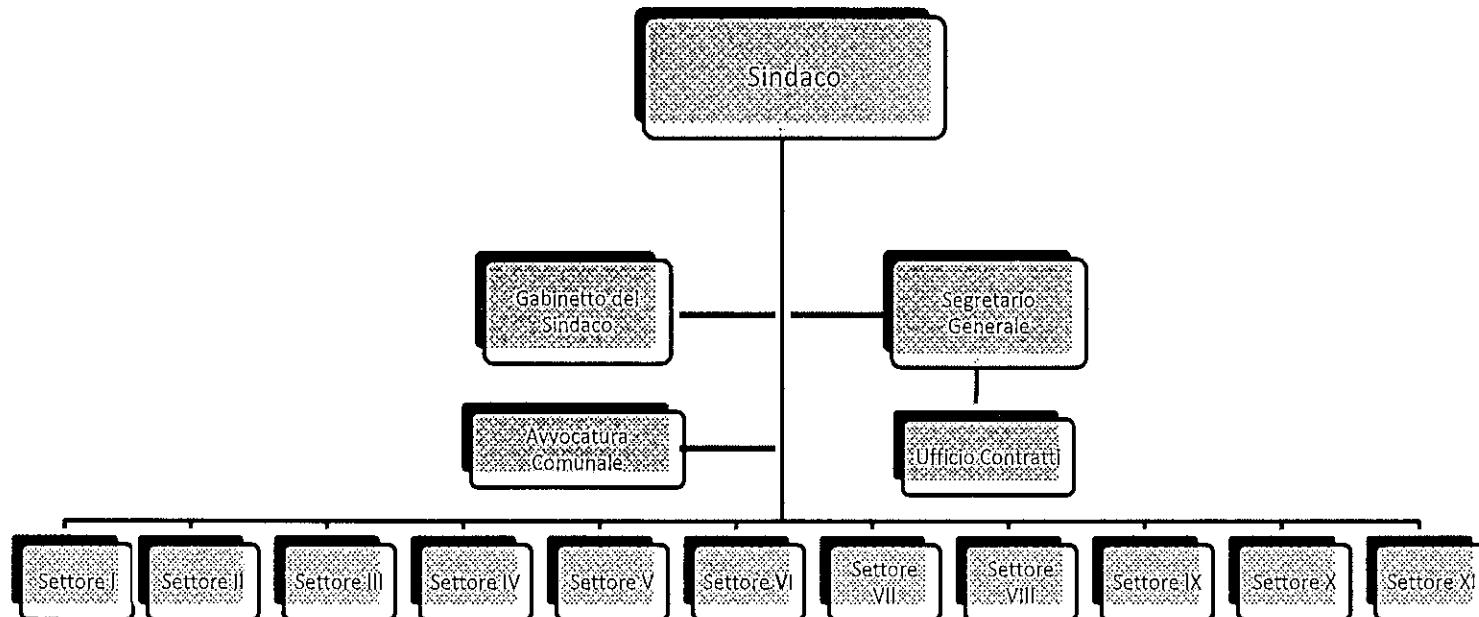 Sindaco
Gabinetto del
Sindaco
Segretario
Generale
Avvocatura
Comunale
Ufficio Contratti
Settore I
Settore II
Settore III
Settore IV
Settore V
Settore VI
Settore
VII
Settore
VIII
Settore IX
Settore X
Settore XI